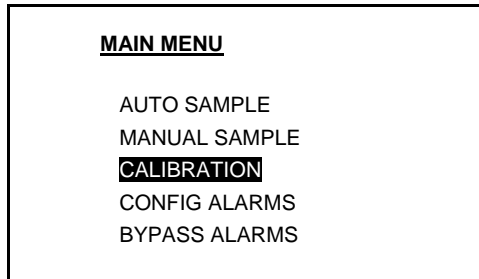 MAIN MENU
AUTO SAMPLE
MANUAL SAMPLE
CALIBRATION
CONFIG ALARMS
BYPASS ALARMS